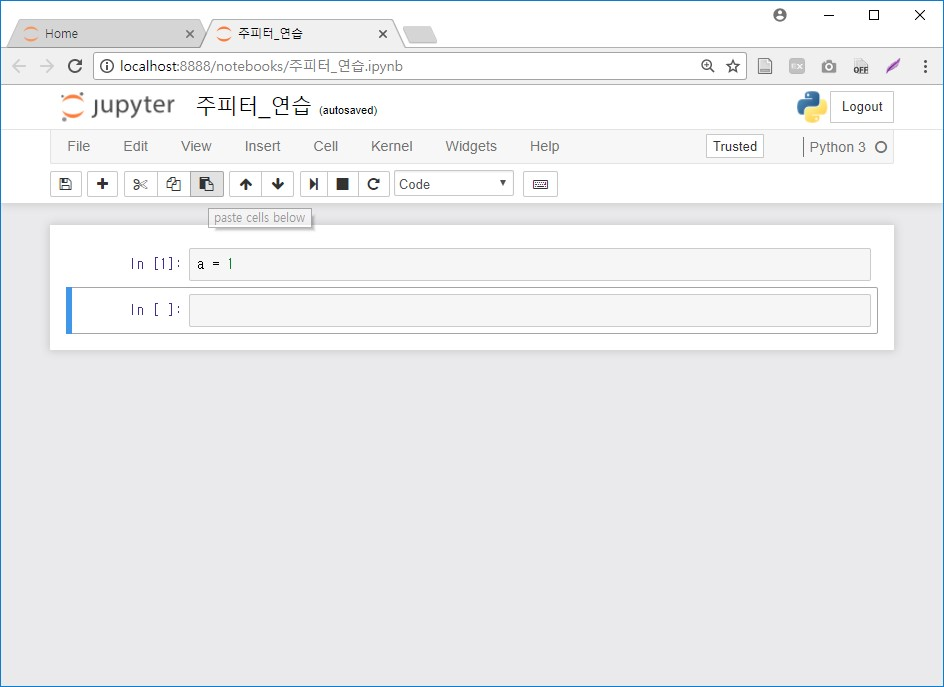 Home
주피터_연습
localhost:8888/notebooks/주피터_연습.ipynb
OFF
jupyter 주피터_연습 (autosaved)
Logout
File Edit View Insert Cell Kernel Widgets Help Trusted Python 3
Code
paste cells below
In [1]: a = 1
In [ ]: